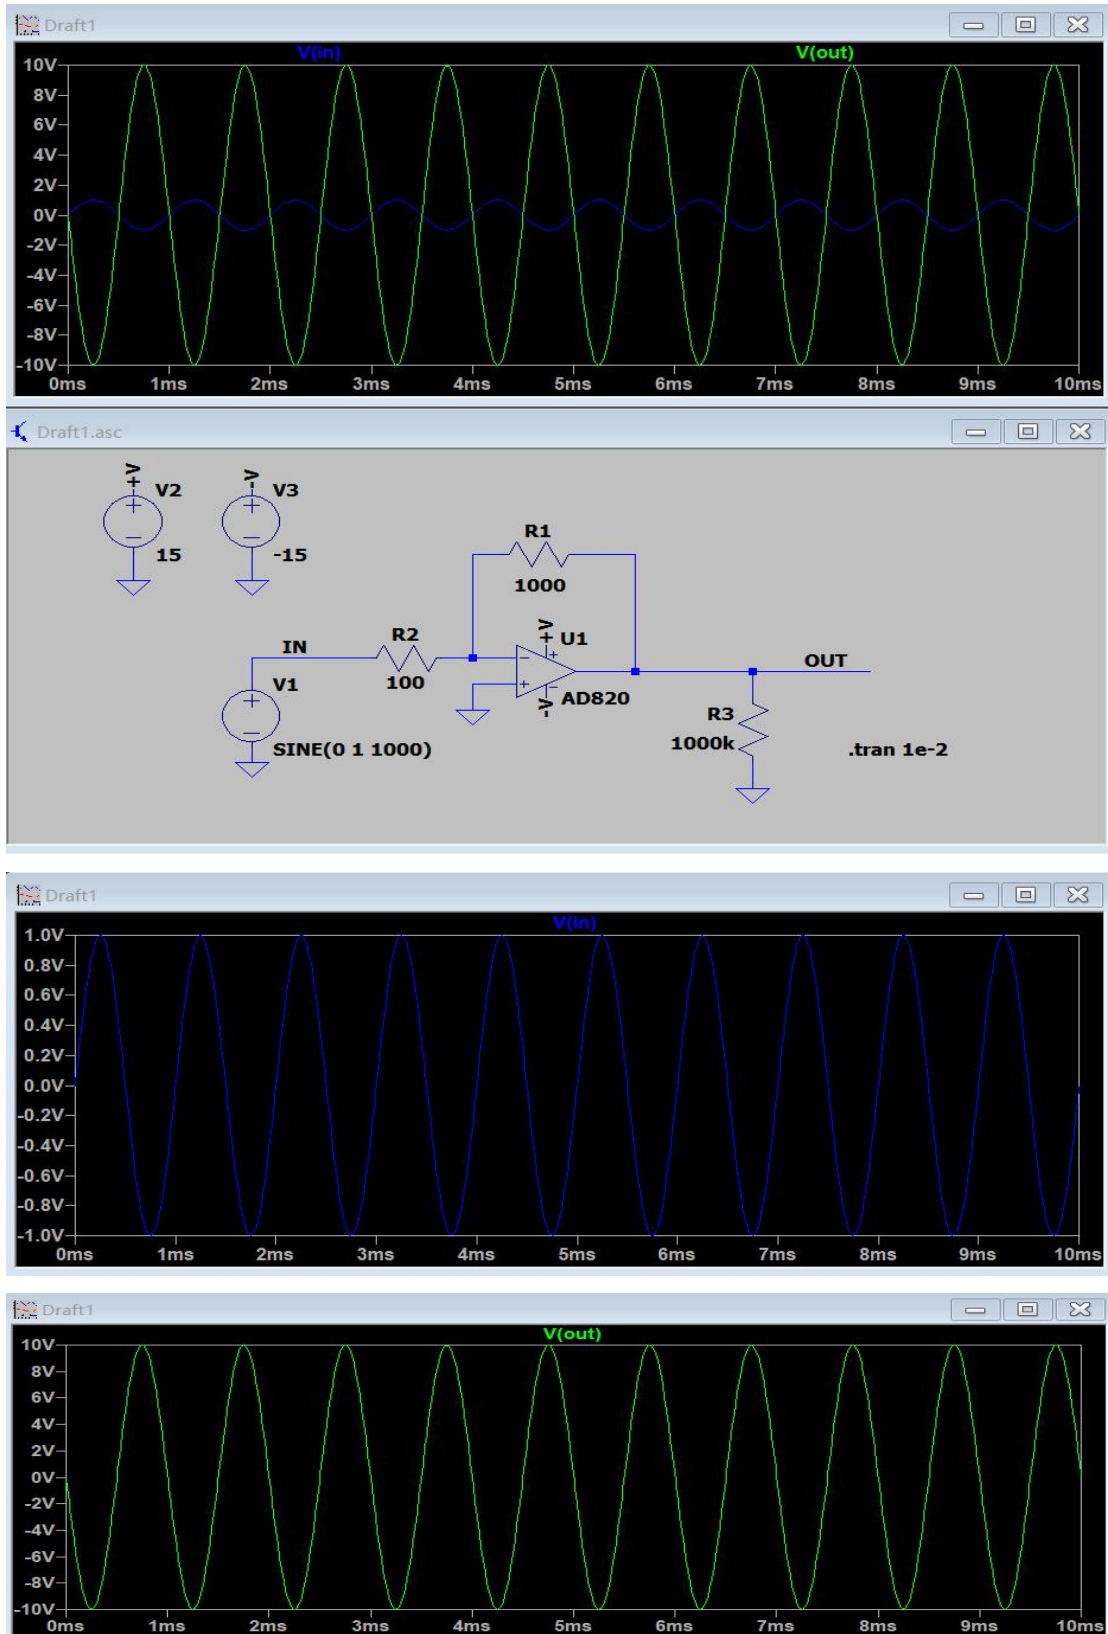 Draft1
V(in) V(out)
10V
8V
6V
4V
2V
0V
-2V
-4V
-6V
-8V
-10V
0ms 1ms 2ms 3ms 4ms 5ms 6ms 7ms 8ms 9ms 10ms
Draft1.asc
+V V2 15
-V V3 -15
R1
1000
IN
R2
100
+V
U1
-V
AD820
OUT
V1
SINE(0 1 1000)
R3
1000k
.tran 1e-2
Draft1
V(in)
1.0V
0.8V
0.6V
0.4V
0.2V
0.0V
-0.2V
-0.4V
-0.6V
-0.8V
-1.0V
0ms 1ms 2ms 3ms 4ms 5ms 6ms 7ms 8ms 9ms 10ms
Draft1
V(out)
10V
8V
6V
4V
2V
0V
-2V
-4V
-6V
-8V
-10V
0ms 1ms 2ms 3ms 4ms 5ms 6ms 7ms 8ms 9ms 10ms